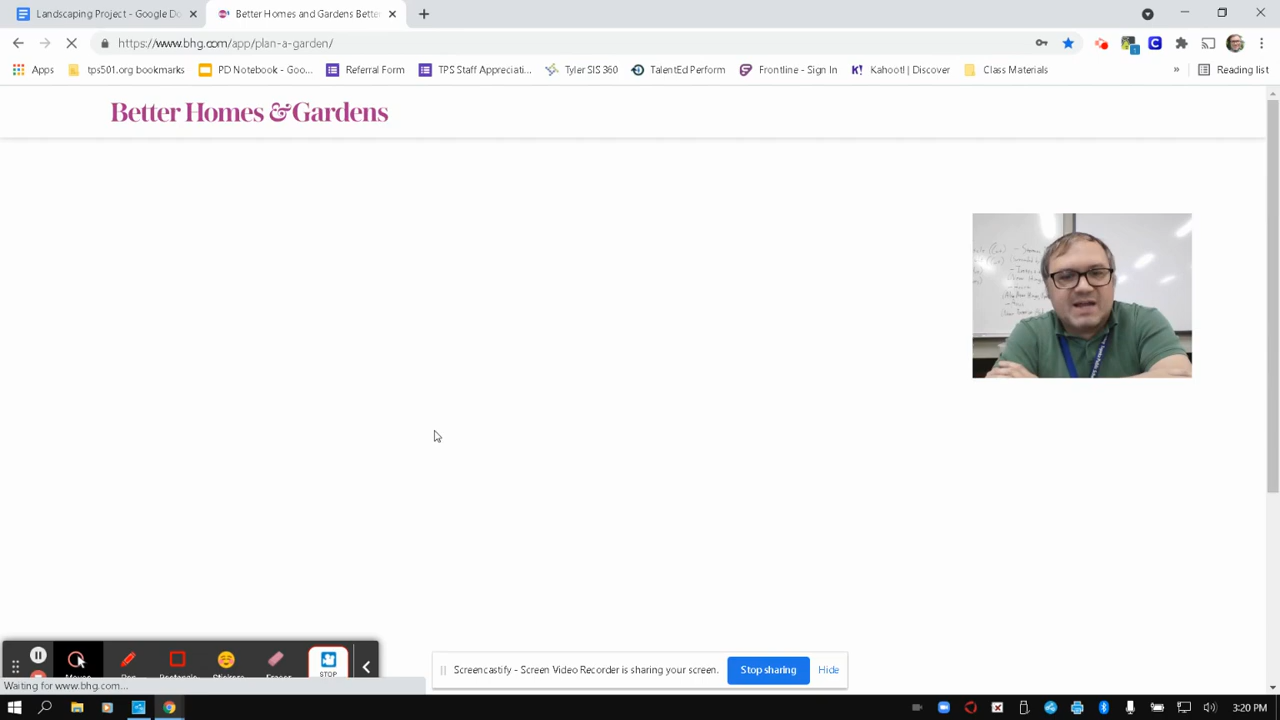 Landscaping Project - Google Do
Better Homes and Gardens Better
https://www.bhg.com/app/plan-a-garden/
Apps
tps501.org bookmarks
PD Notebook - Goo...
Referral Form
TPS Staff Appreciati...
Tyler SIS 360
TalentEd Perform
Frontline - Sign In
Kahoot! | Discover
Class Materials
»
Reading list
Better Homes & Gardens
STOP
Screencastify - Screen Video Recorder is sharing your screen.
Stop sharing
Hide
Waiting for www.bhg.com...
3:20 PM